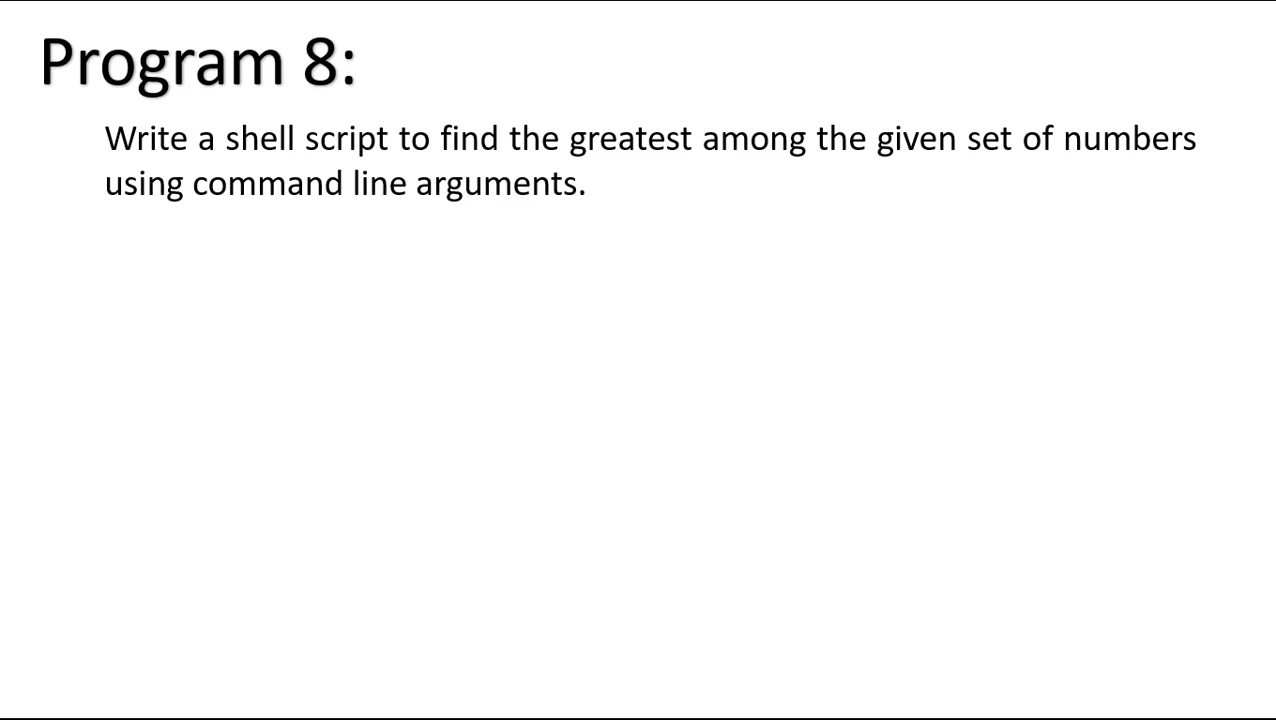 Program 8:
Write a shell script to find the greatest among the given set of numbers
using command line arguments.